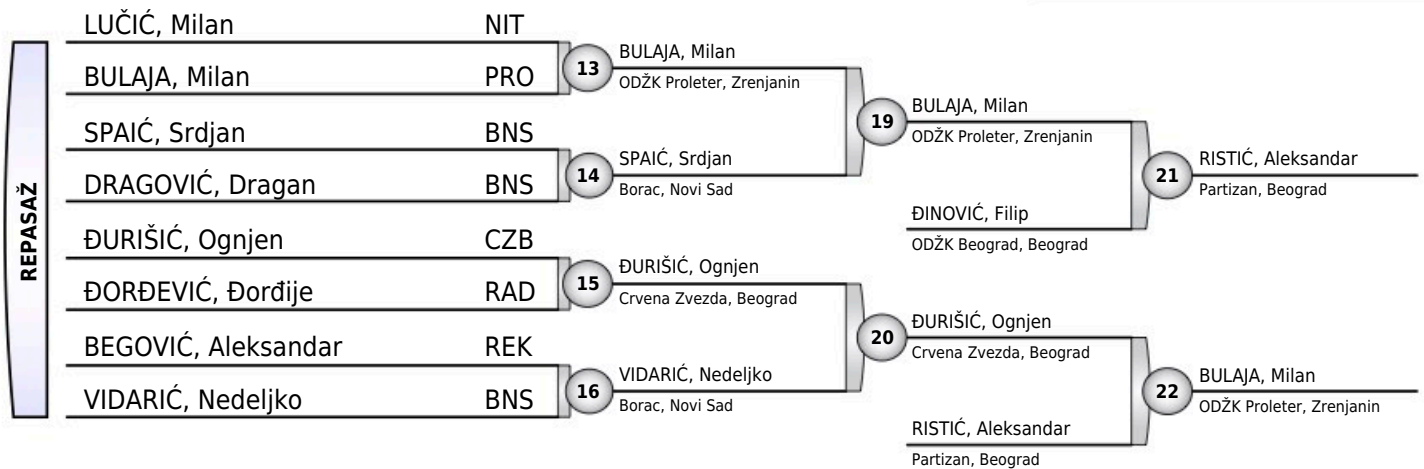 REPASAŽ
LUČIĆ, Milan NIT
BULAJA, Milan PRO
SPAIĆ, Srdjan BNS
DRAGOVIĆ, Dragan BNS
ĐURIŠIĆ, Ognjen CZB
ĐORĐEVIĆ, Đorđije RAD
BEGOVIĆ, Aleksandar REK
VIDARIĆ, Nedeljko BNS
13
BULAJA, Milan
ODŽK Proleter, Zrenjanin
14
SPAIĆ, Srdjan
Borac, Novi Sad
15
ĐURIŠIĆ, Ognjen
Crvena Zvezda, Beograd
16
VIDARIĆ, Nedeljko
Borac, Novi Sad
19
BULAJA, Milan
ODŽK Proleter, Zrenjanin
ĐINOVIĆ, Filip
ODŽK Beograd, Beograd
20
ĐURIŠIĆ, Ognjen
Crvena Zvezda, Beograd
RISTIĆ, Aleksandar
Partizan, Beograd
21
RISTIĆ, Aleksandar
Partizan, Beograd
22
BULAJA, Milan
ODŽK Proleter, Zrenjanin